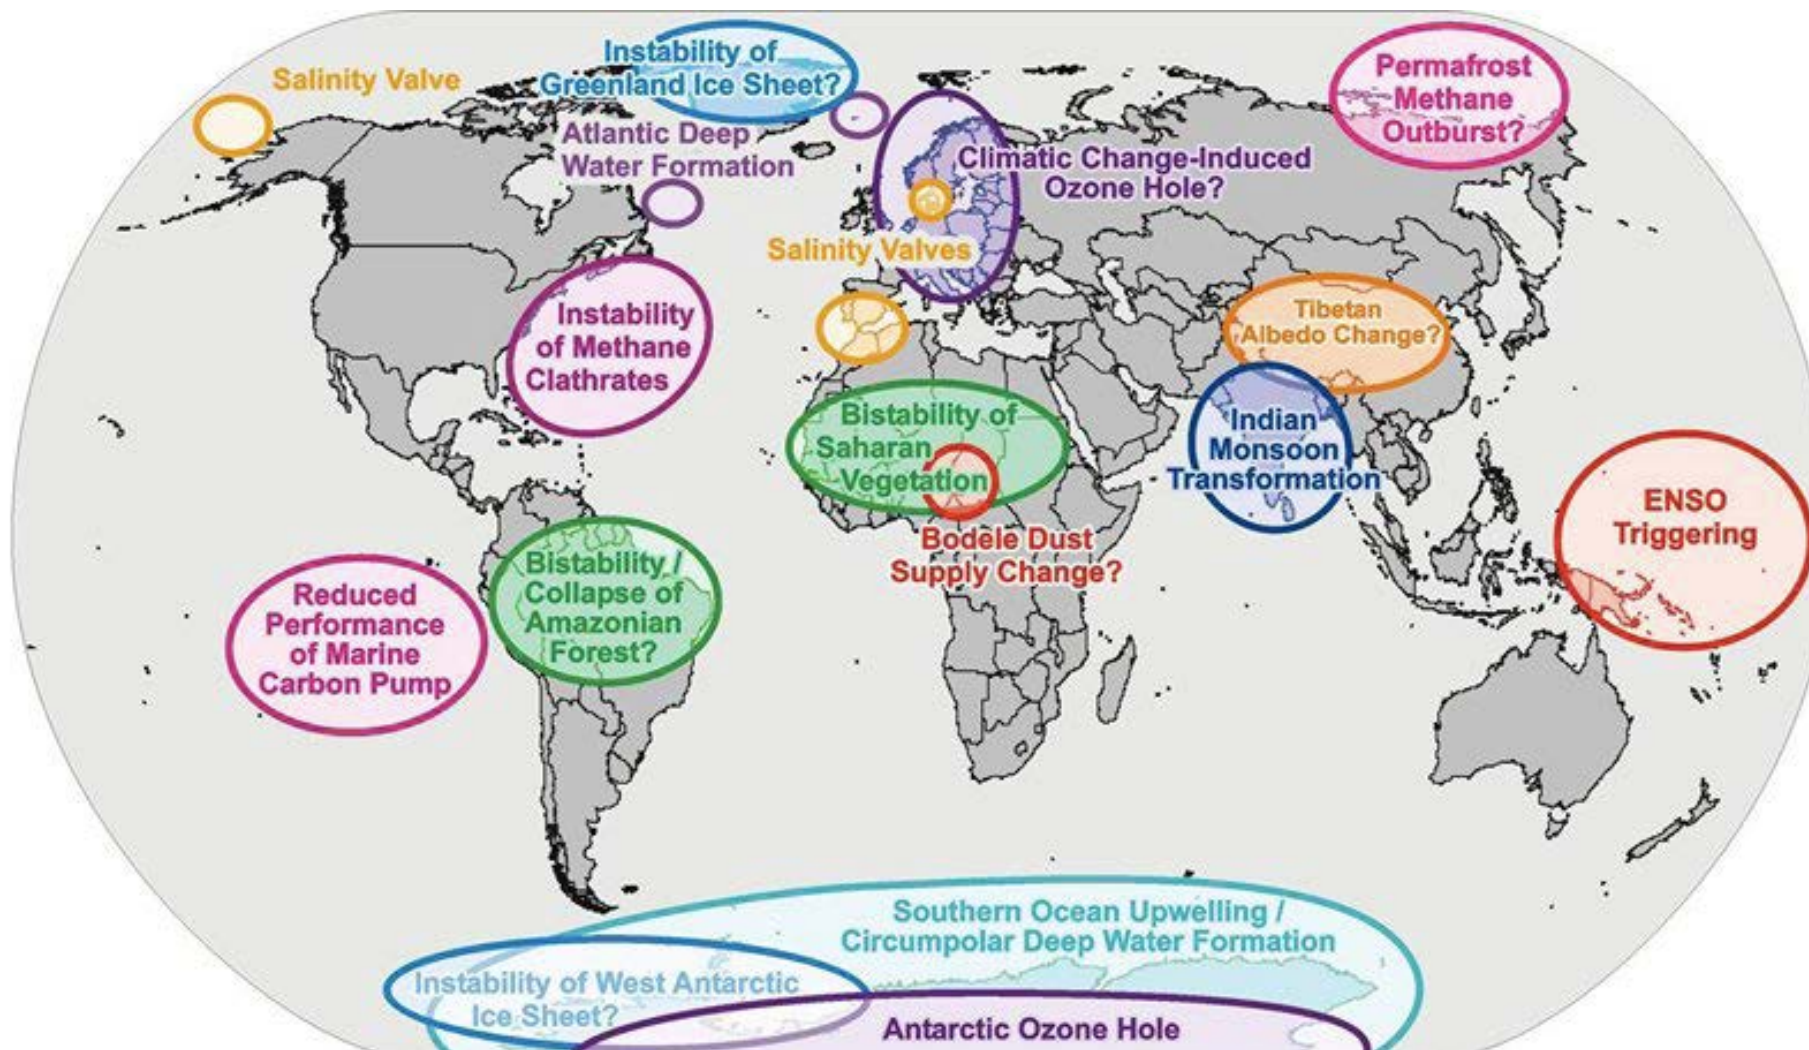 Instability of
Greenland Ice Sheet?
Salinity Valve
Permafrost
Methane
Outburst?
Atlantic Deep
Water Formation
Climatic Change-Induced
Ozone Hole?
Salinity Valves
Instability
of Methane
Clathrates
Tibetan
Albedo Change?
Bistability of
Saharan
Vegetation
Indian
Monsoon
Transformation
ENSO
Triggering
Bodele Dust
Supply Change?
Bistability /
Collapse of
Amazonian
Forest?
Reduced
Performance
of Marine
Carbon Pump
Southern Ocean Upwelling /
Circumpolar Deep Water Formation
Instability of West Antarctic
Ice Sheet?
Antarctic Ozone Hole